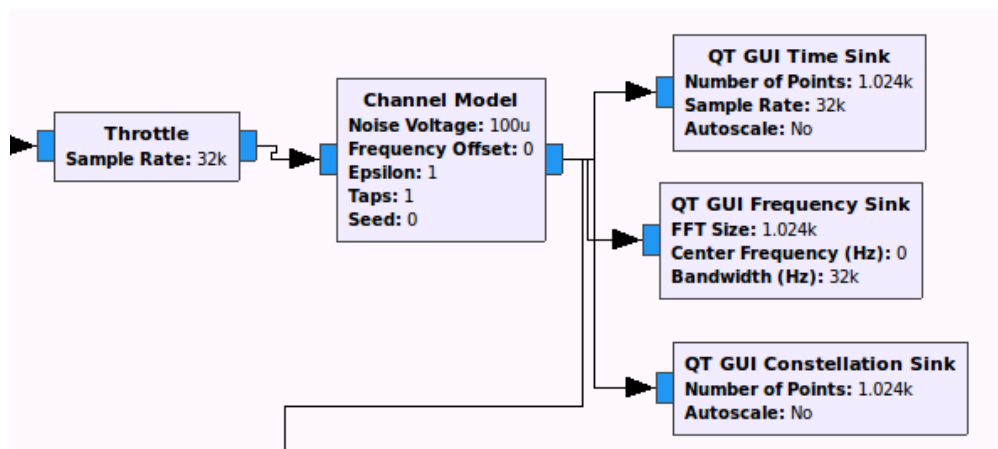 Throttle
Sample Rate: 32k
Channel Model
Noise Voltage: 100u
Frequency Offset: 0
Epsilon: 1
Taps: 1
Seed: 0
QT GUI Time Sink
Number of Points: 1.024k
Sample Rate: 32k
Autoscale: No
QT GUI Frequency Sink
FFT Size: 1.024k
Center Frequency (Hz): 0
Bandwidth (Hz): 32k
QT GUI Constellation Sink
Number of Points: 1.024k
Autoscale: No